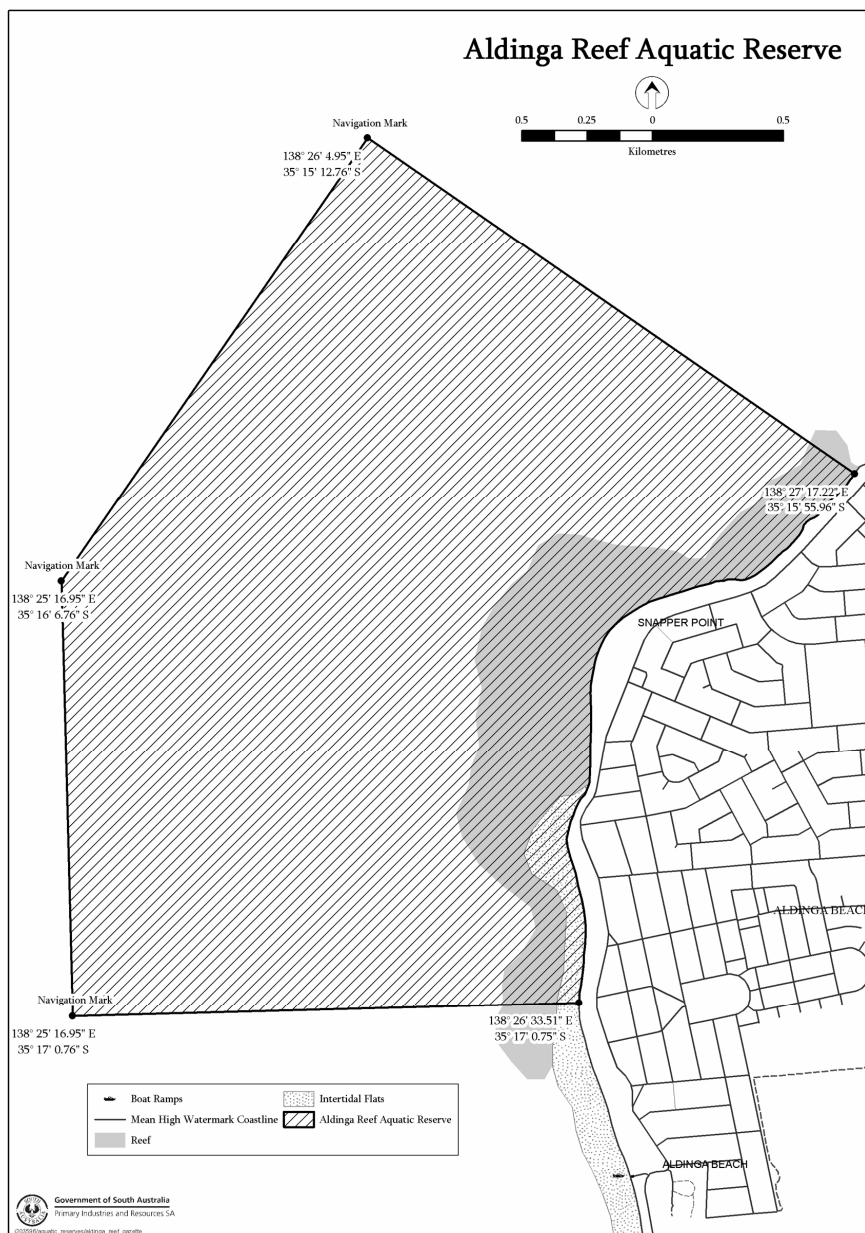 Aldinga Reef Aquatic Reserve
0.5 0.25 0 0.5
Kilometres
Navigation Mark
138° 26' 4.95" E
35° 15' 12.76" S
138° 27' 17.22" E
35° 15' 55.96" S
Navigation Mark
138° 25' 16.95" E
35° 16' 6.76" S
SNAPPER POINT
ALDINGA BEACH
Navigation Mark
138° 25' 16.95" E
35° 17' 0.76" S
138° 26' 33.51" E
35° 17' 0.75" S
Boat Ramps
Intertidal Flats
Mean High Watermark Coastline
Aldinga Reef Aquatic Reserve
Reef
ALDINGA BEACH
Government of South Australia
Primary Industries and Resources SA